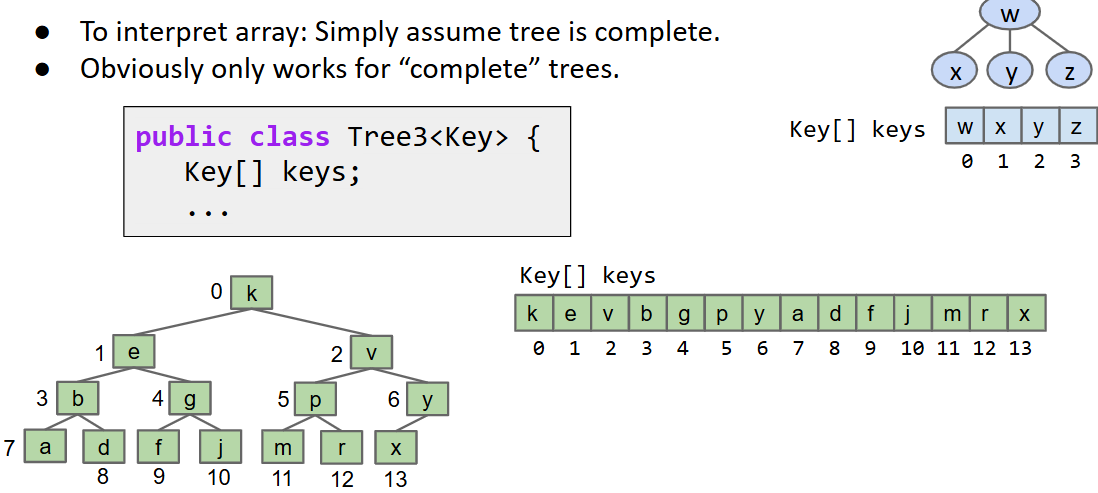 ● To interpret array: Simply assume tree is complete.
● Obviously only works for “complete” trees.
public class Tree3<Key> {
Key[] keys;
...
w
x y z
Key[] keys w x y z
0 1 2 3
0 k
1 e 2 v
3 b 4 g 5 p 6 y
7 a d f j m r x
8 9 10 11 12 13
Key[] keys
k e v b g p y a d f j m r x
0 1 2 3 4 5 6 7 8 9 10 11 12 13